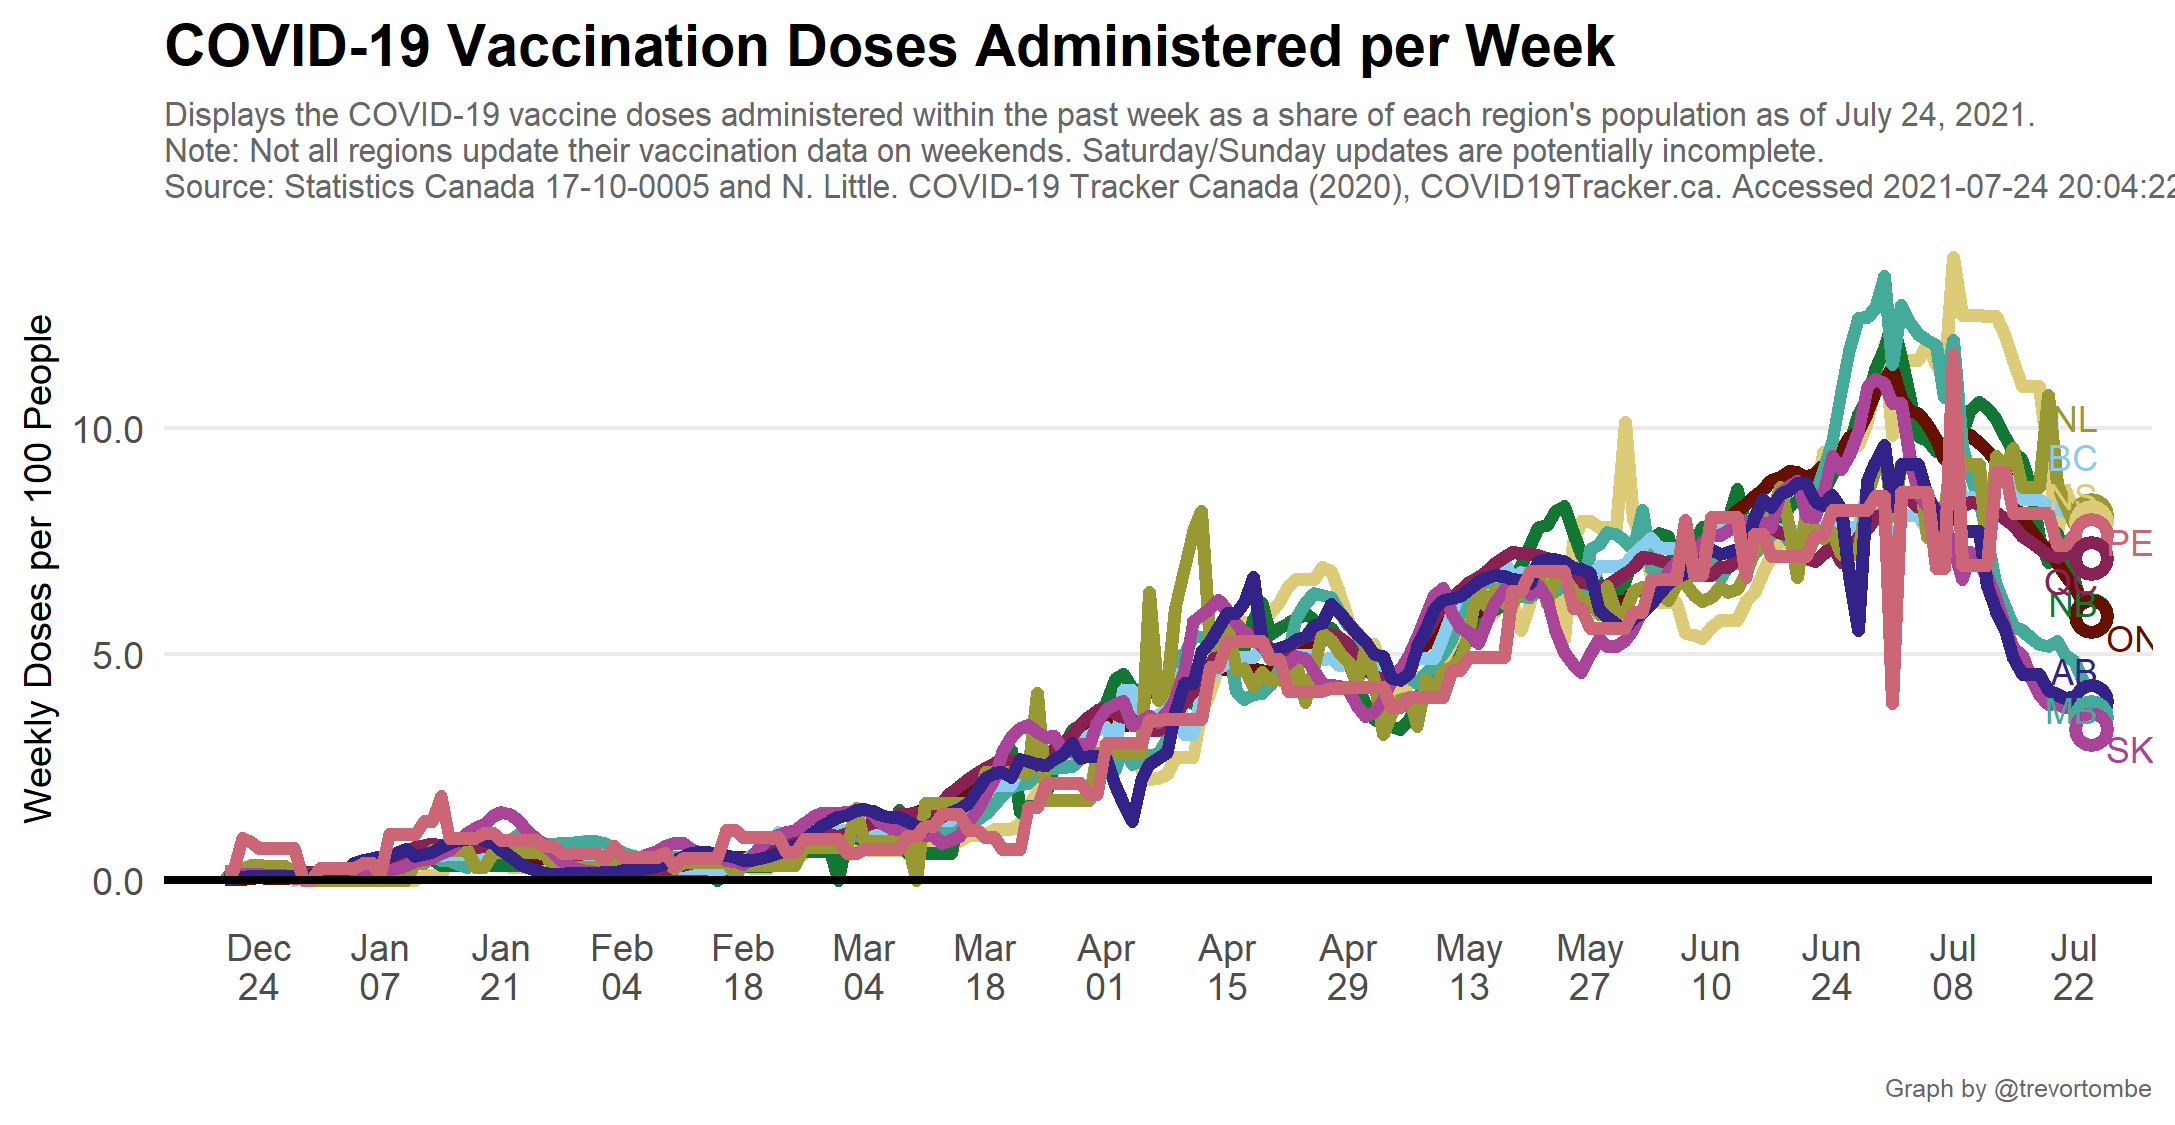 COVID-19 Vaccination Doses Administered per Week
Displays the COVID-19 vaccine doses administered within the past week as a share of each region's population as of July 24, 2021.
Note: Not all regions update their vaccination data on weekends. Saturday/Sunday updates are potentially incomplete.
Source: Statistics Canada 17-10-0005 and N. Little. COVID-19 Tracker Canada (2020), COVID19Tracker.ca. Accessed 2021-07-24 20:04:22
Weekly Doses per 100 People
10.0
5.0
0.0
NL
BC
NS
PE
QC
NB
ON
AB
MB
SK
Dec Jan Jan Feb Feb Mar Mar Apr Apr Apr May May Jun Jun Jul Jul
24 07 21 04 18 04 18 01 15 29 13 27 10 24 08 22
Graph by @trevortombe